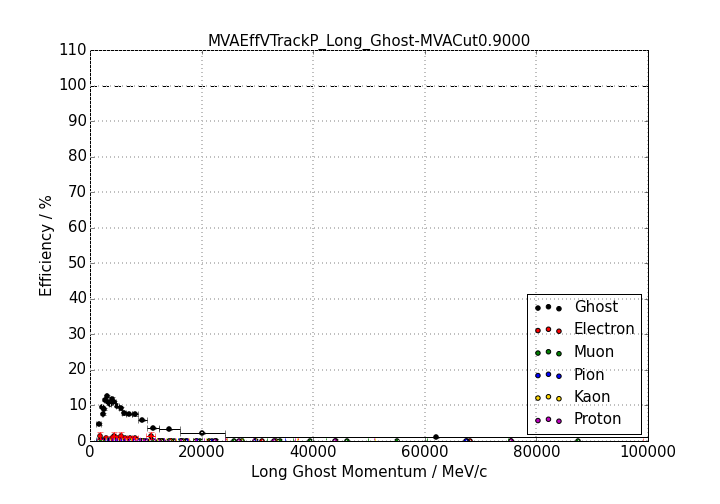 MVAEffVTrackP_Long_Ghost-MVACut0.9000
110
100
90
80
70
60
50
40
30
20
10
0
Efficiency / %
0 20000 40000 60000 80000 100000
Long Ghost Momentum / MeV/c
Ghost
Electron
Muon
Pion
Kaon
Proton